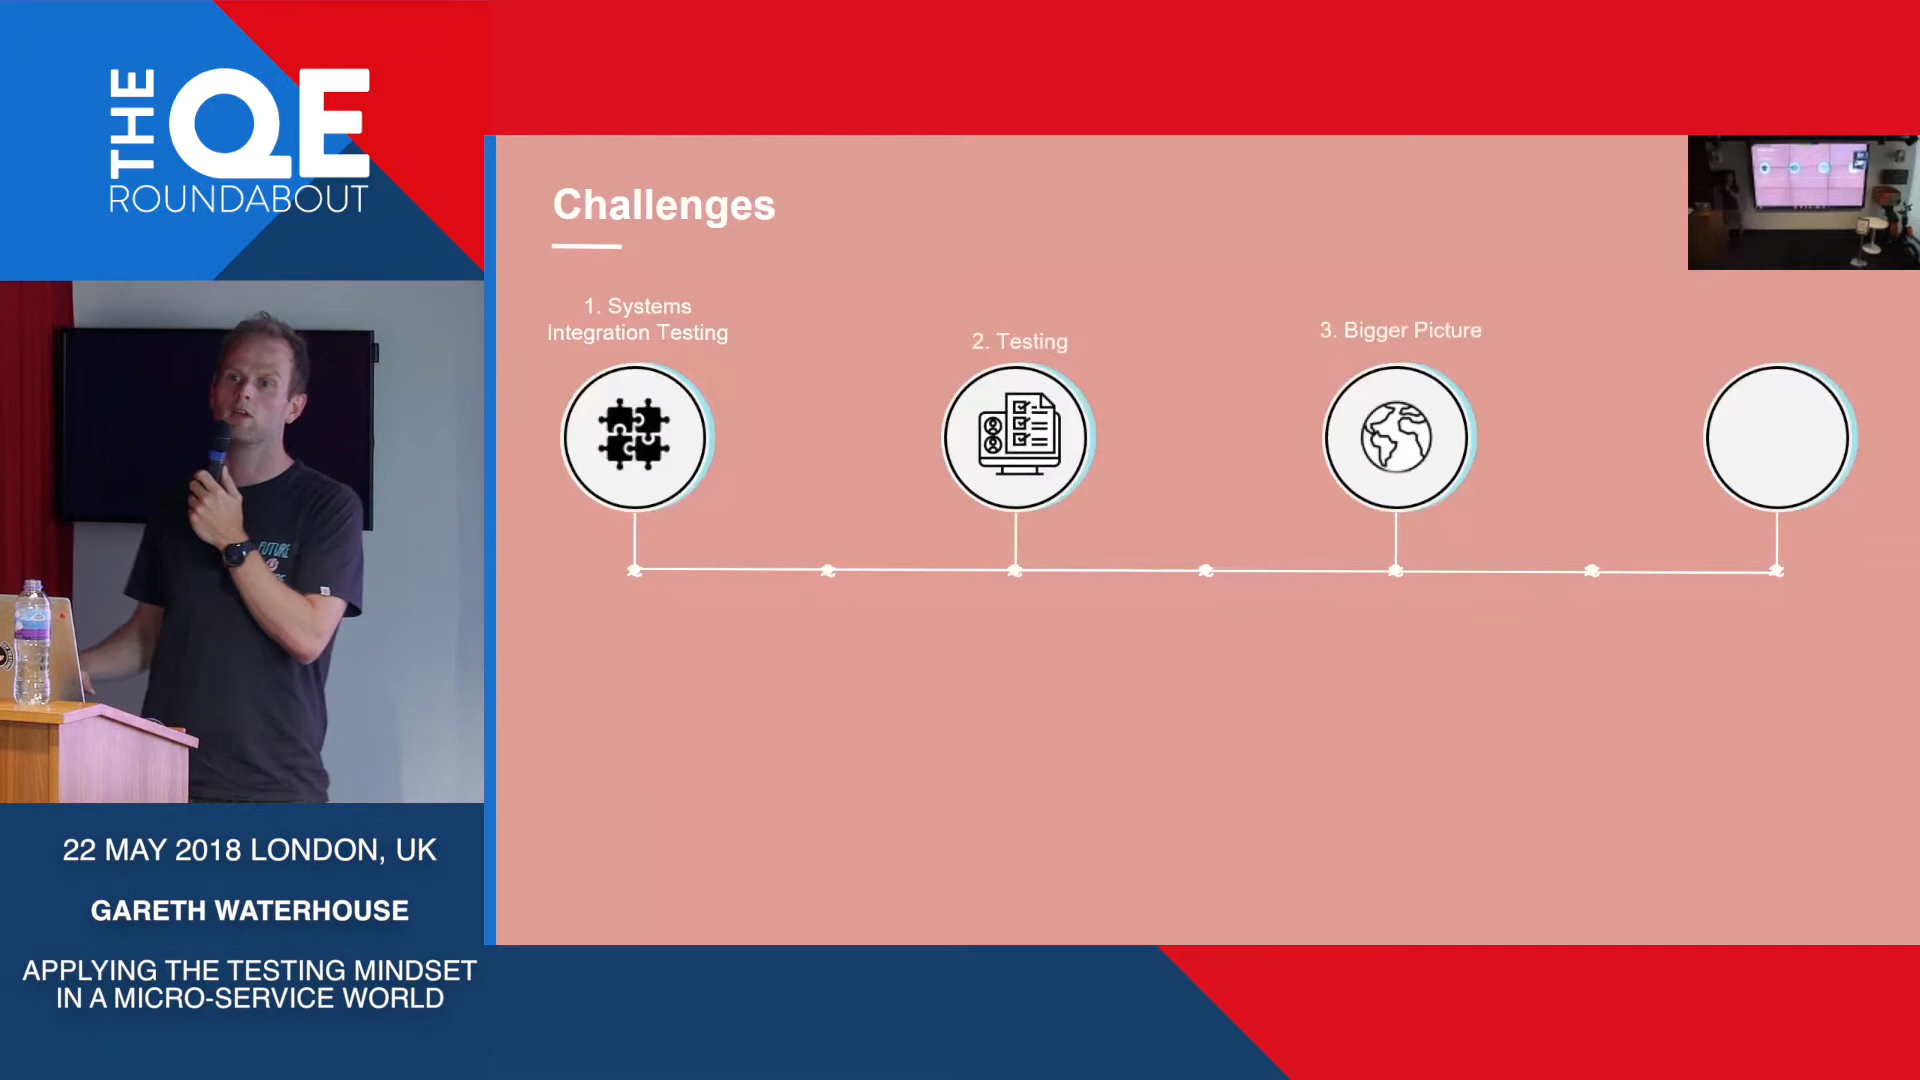 THE
QE
ROUNDABOUT
Challenges
1. Systems
Integration Testing
2. Testing
3. Bigger Picture
FUTURE
22 MAY 2018 LONDON, UK
GARETH WATERHOUSE
APPLYING THE TESTING MINDSET
IN A MICRO-SERVICE WORLD